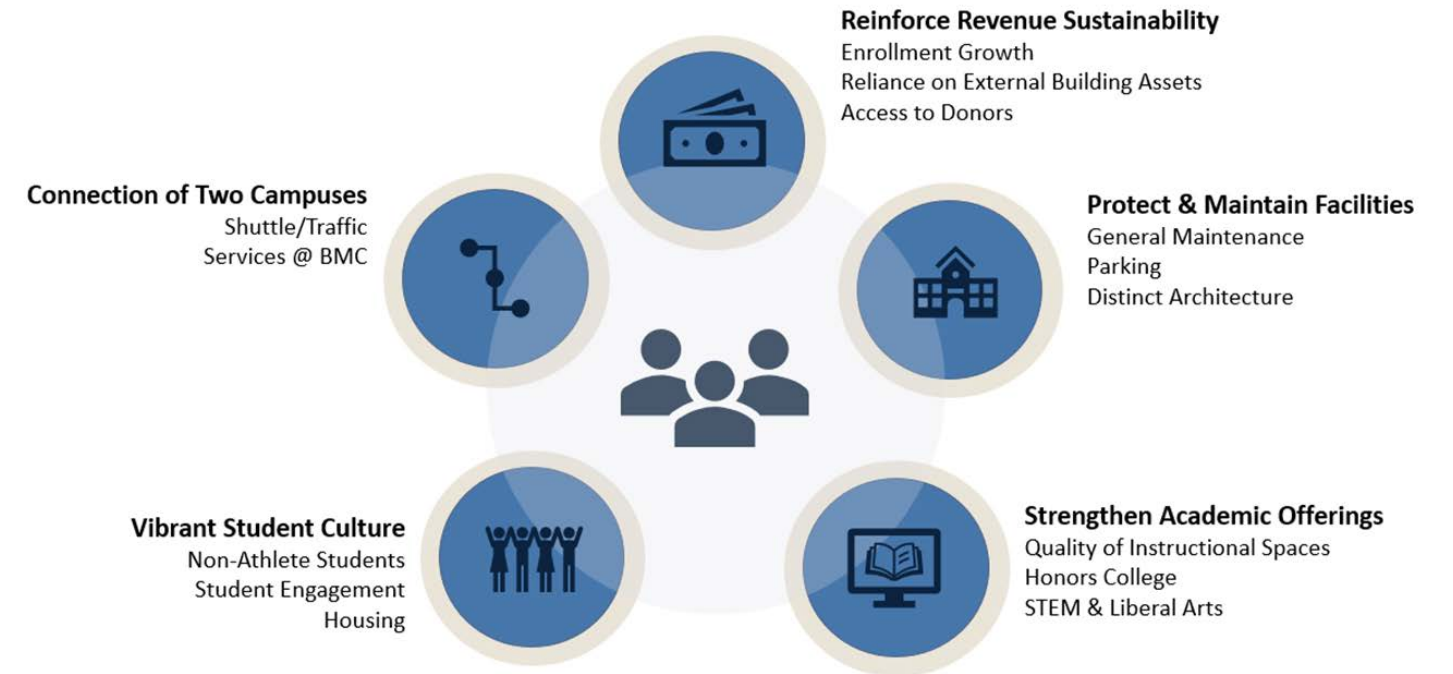 Reinforce Revenue Sustainability
Enrollment Growth
Reliance on External Building Assets
Access to Donors
Connection of Two Campuses
Shuttle/Traffic
Services @ BMC
Protect & Maintain Facilities
General Maintenance
Parking
Distinct Architecture
Vibrant Student Culture
Non-Athlete Students
Student Engagement
Housing
Strengthen Academic Offerings
Quality of Instructional Spaces
Honors College
STEM & Liberal Arts